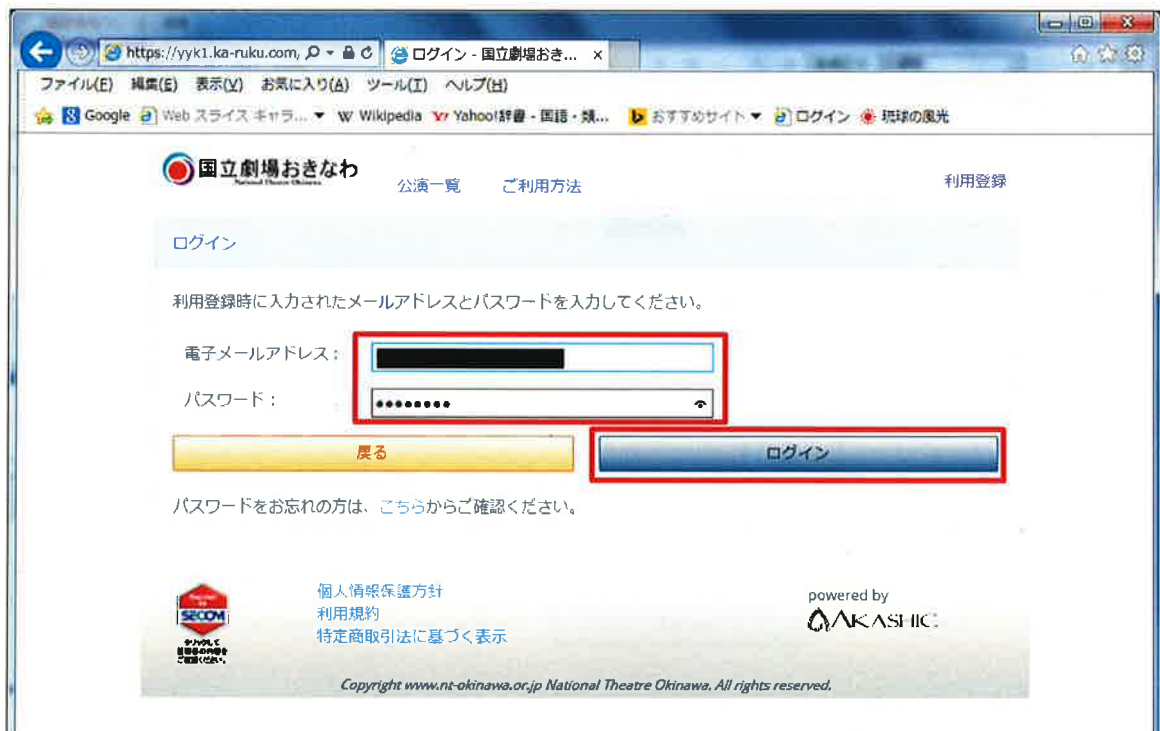 https://yyk1.ka-ruku.com,
ログイン - 国立劇場おき... x
ファイル(F) 編集(E) 表示(V) お気に入り(A) ツール(T) ヘルプ(H)
Google Web スライス ギャラ... ▼ W Wikipedia Yahoo!辞書 - 国語・類... おすすめサイト ▼ ログイン 琉球の風光
国立劇場おきなわ
National Theatre Okinawa
公演一覧 ご利用方法 利用登録
ログイン
利用登録時に入力されたメールアドレスとパスワードを入力してください。
電子メールアドレス:
パスワード: ●●●●●●●●
戻る ログイン
パスワードをお忘れの方は、こちらからご確認ください。
個人情報保護方針
利用規約
特定商取引法に基づく表示
SECOM
powered by
AKASHIC
Copyright www.nt-okinawa.or.jp National Theatre Okinawa. All rights reserved.